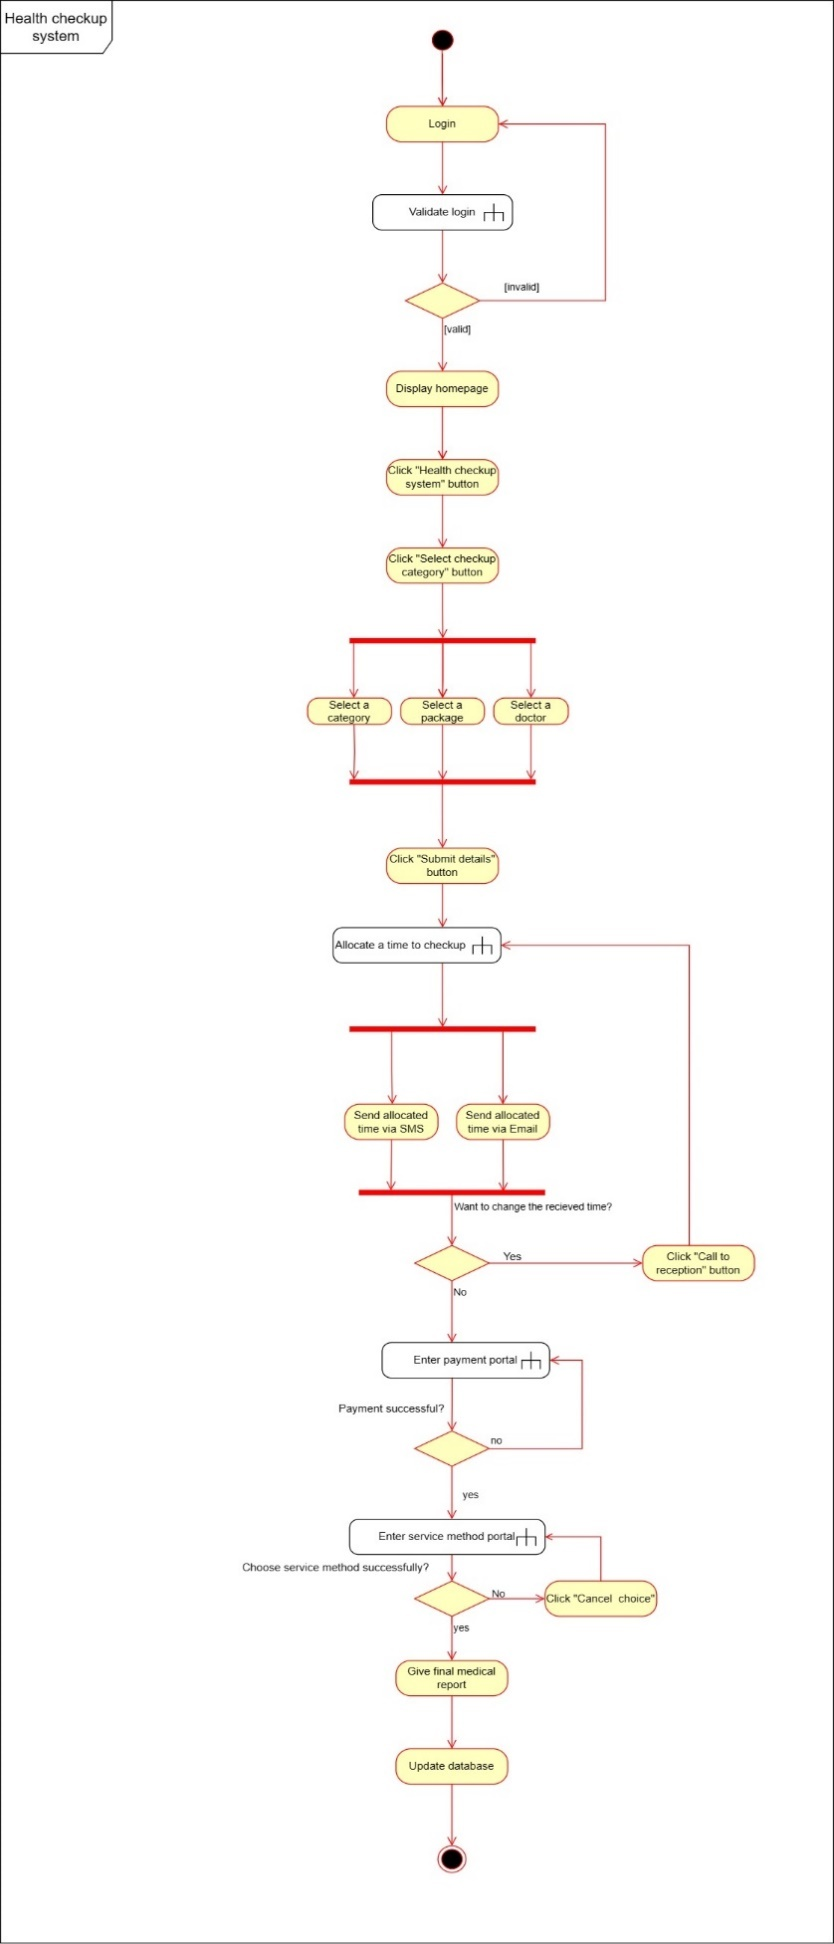 Health checkup
system
Login
Validate login
[invalid]
[valid]
Display homepage
Click "Health checkup
system" button
Click "Select checkup
category" button
Select a
category
Select a
package
Select a
doctor
Click "Submit details"
button
Allocate a time to checkup
Send allocated
time via SMS
Send allocated
time via Email
Want to change the recieved time?
Yes
Click "Call to
reception" button
No
Enter payment portal
Payment successful?
no
yes
Enter service method portal
Choose service method successfully?
No
Click "Cancel choice"
yes
Give final medical
report
Update database